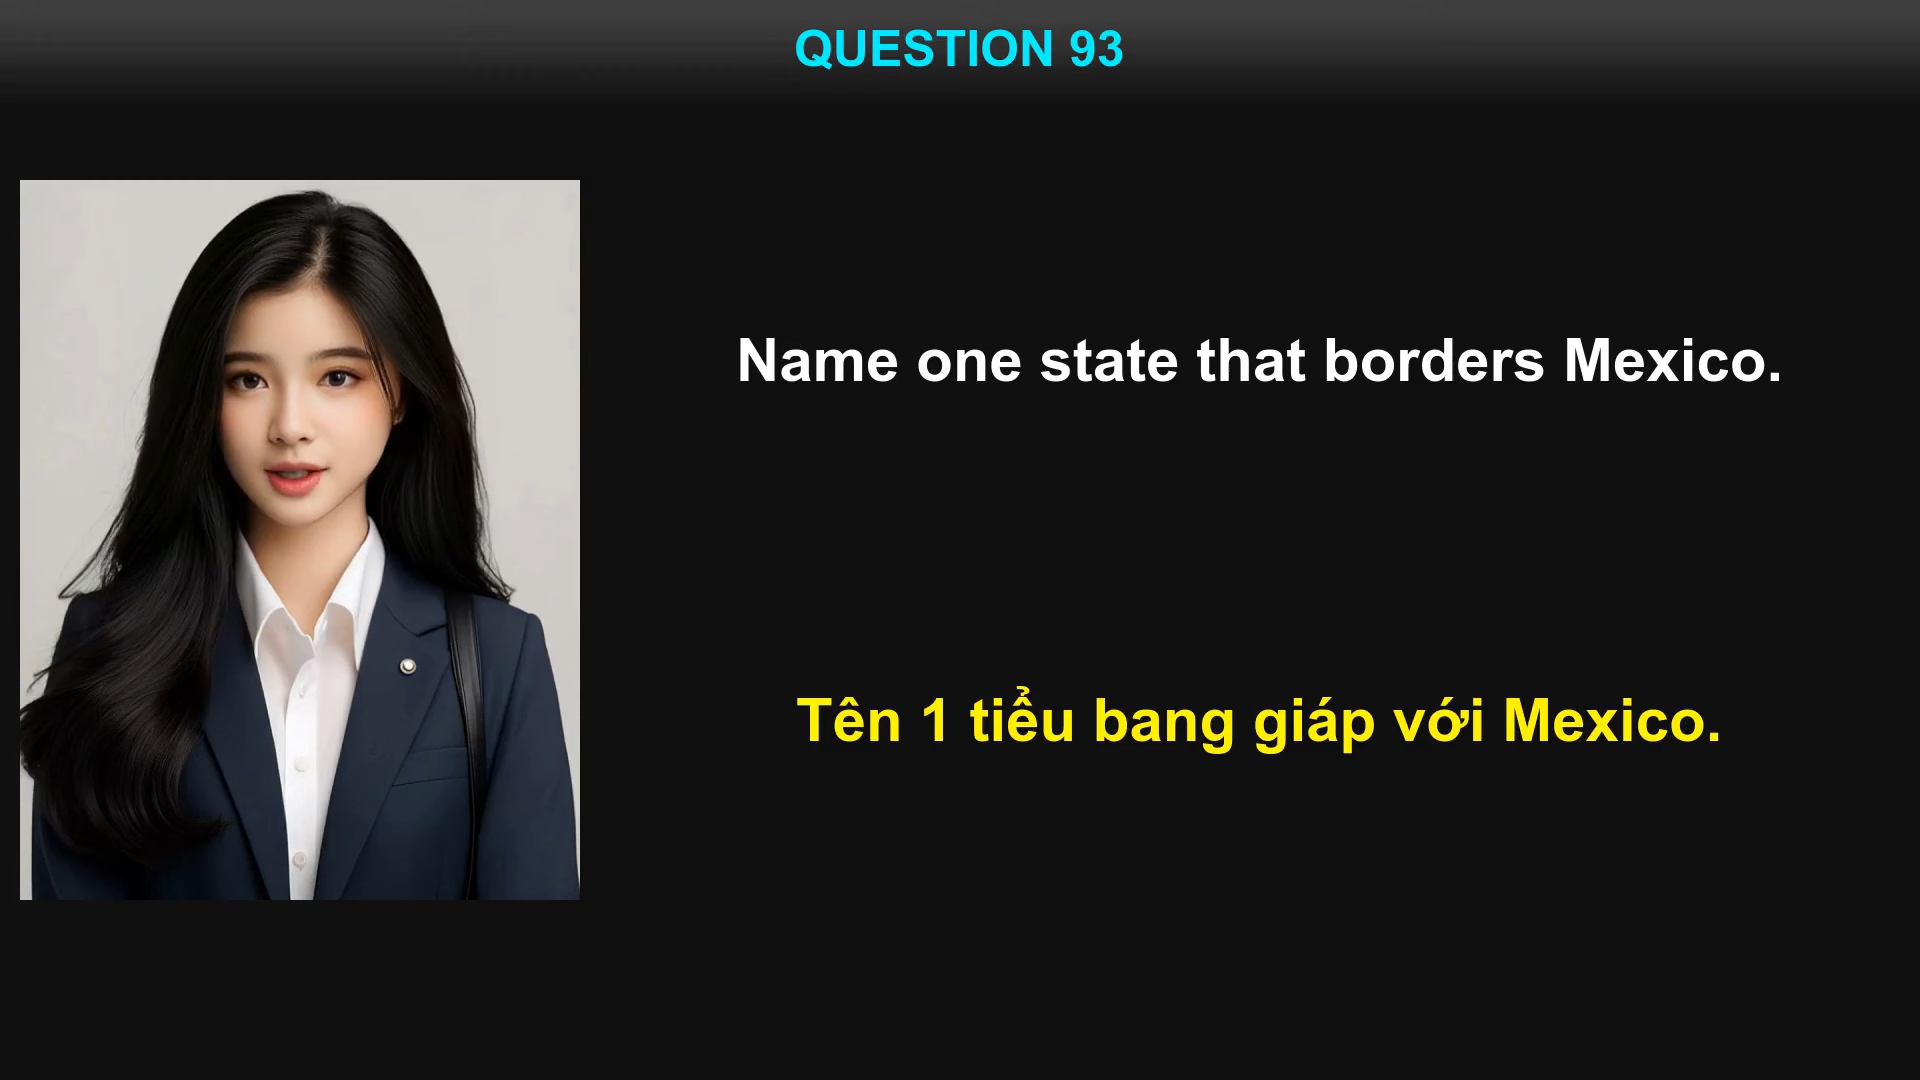 QUESTION 93
Name one state that borders Mexico.
Tên 1 tiểu bang giáp với Mexico.